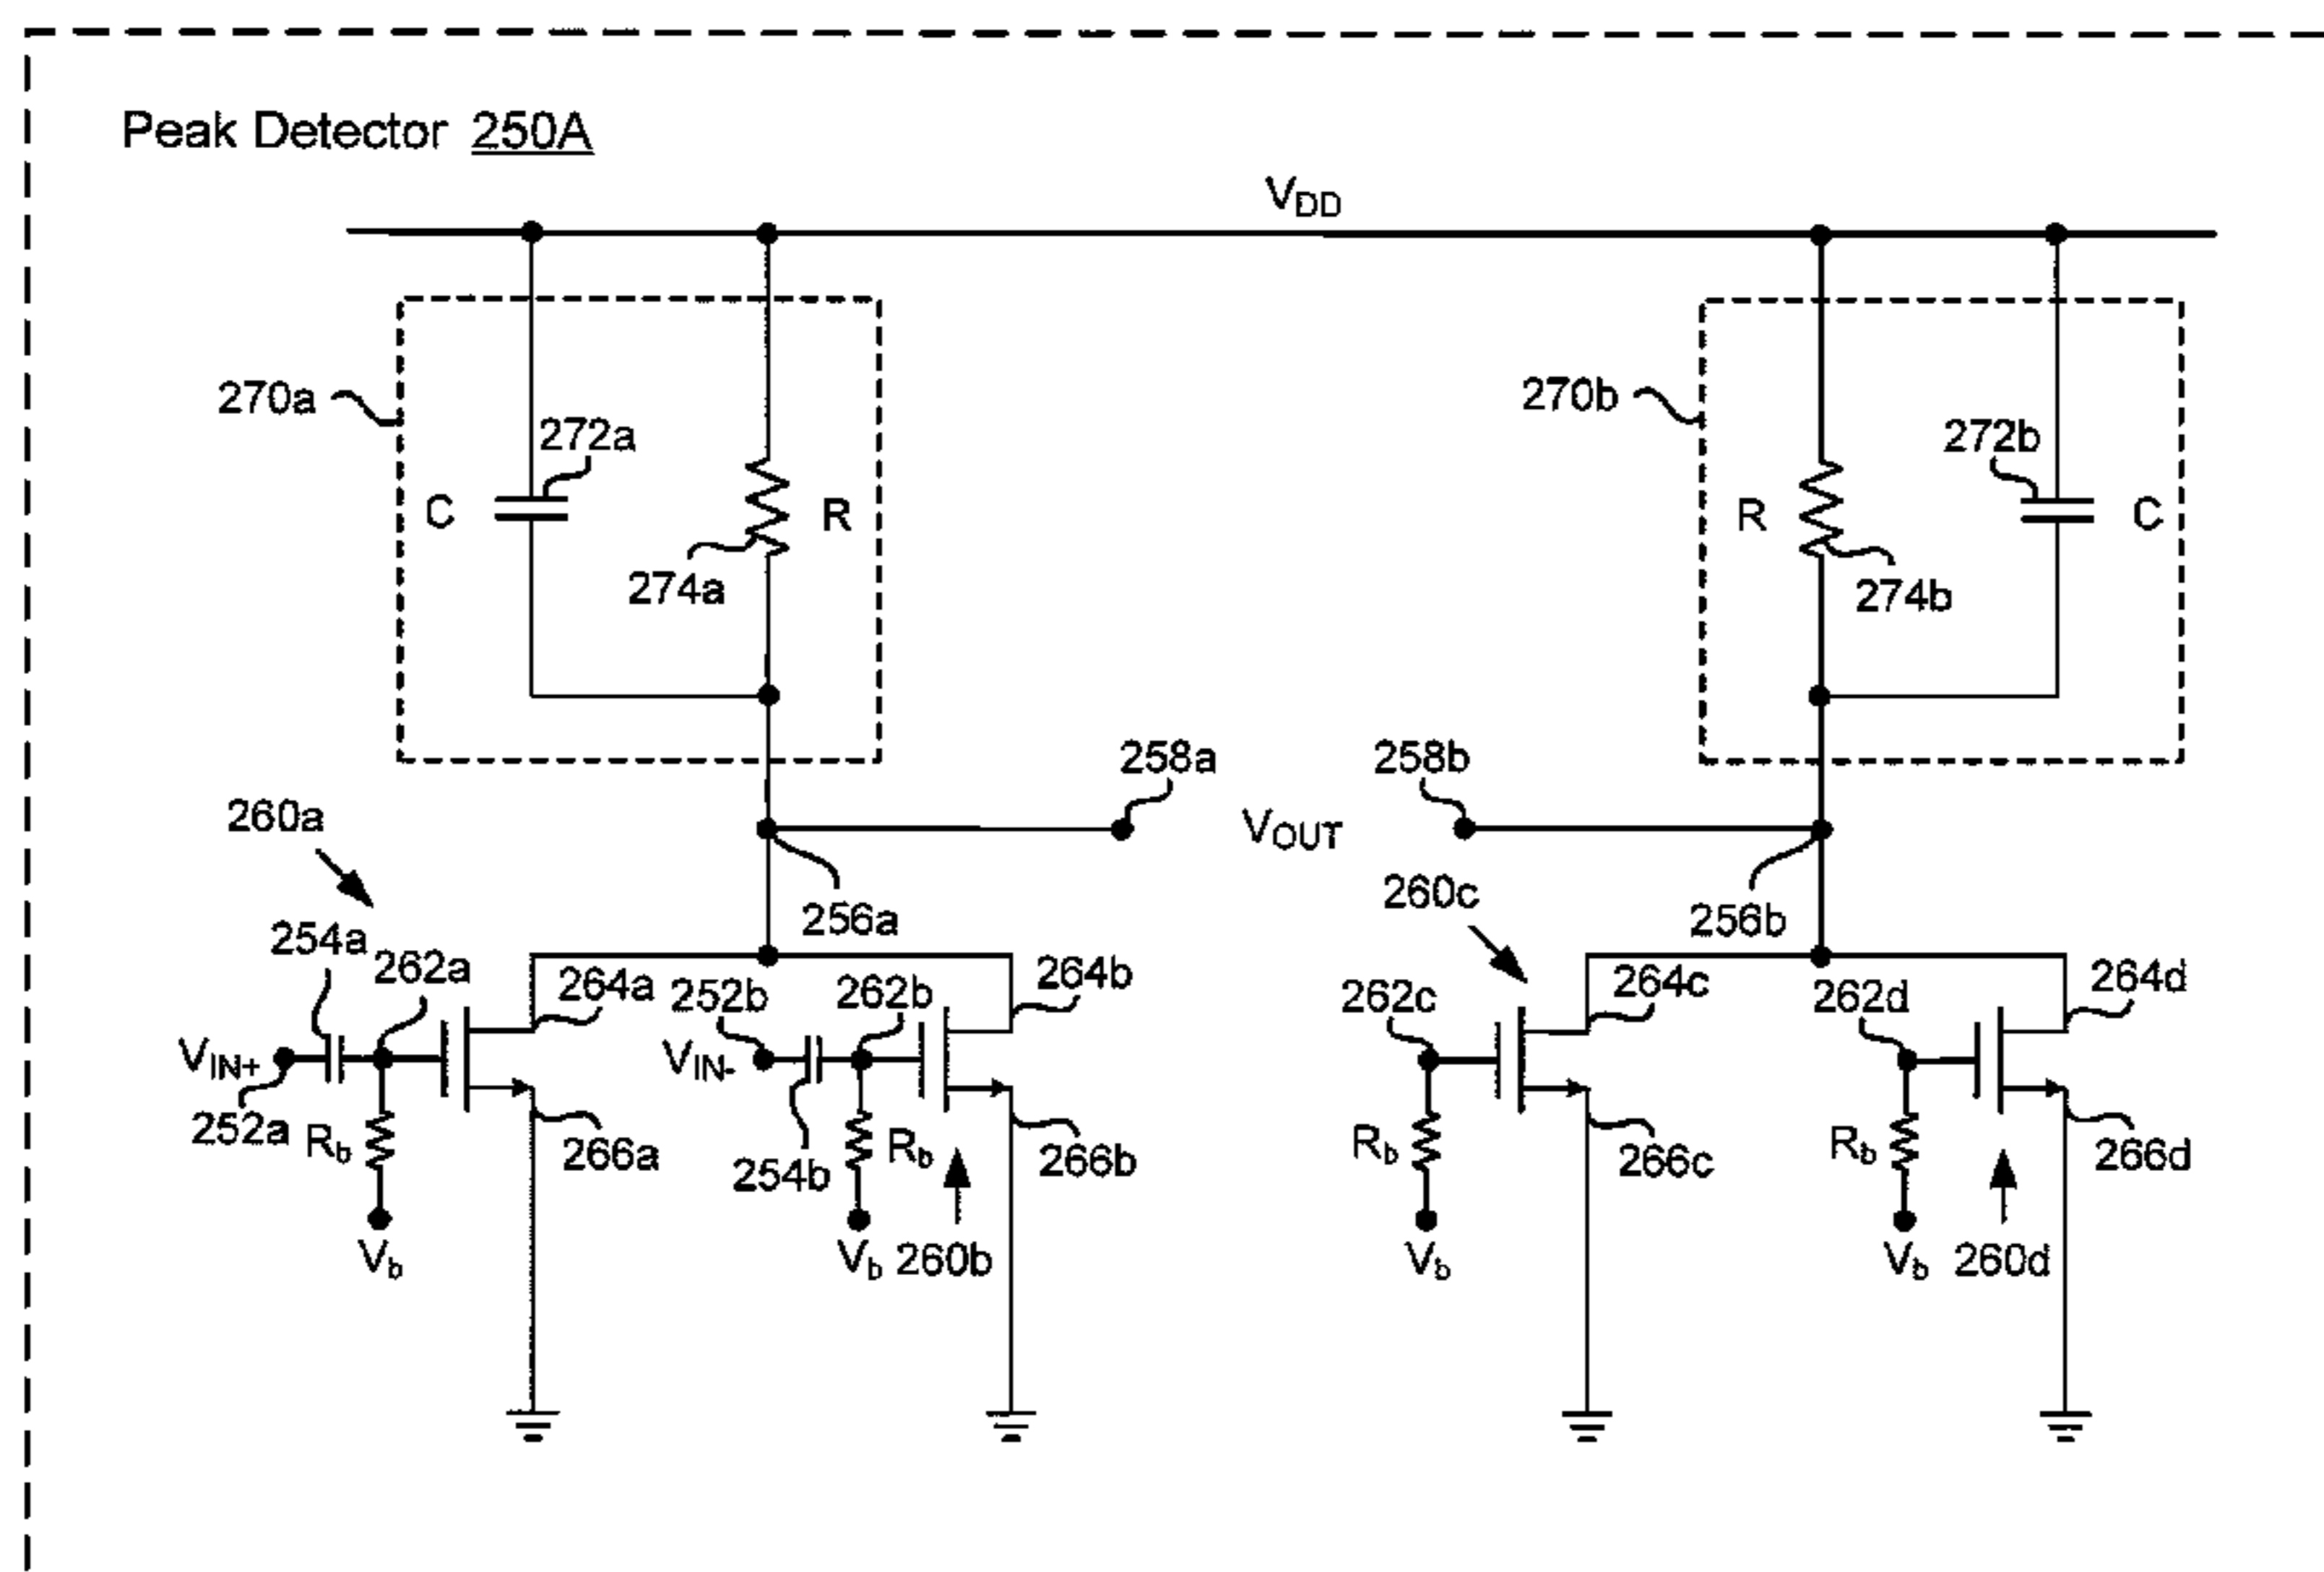 Peak Detector 250A
VDD
270a
272a
C
R
274a
270b
272b
R
C
274b
258a
258b
VOUT
260a
256a
260c
256b
254a
262a
264a
252b
262b
264b
262c
264c
262d
264d
VIN+
VIN-
252a
Rb
266a
254b
Rb
266b
Rb
266c
Rb
266d
Vb
Vb
260b
Vb
Vb
260d